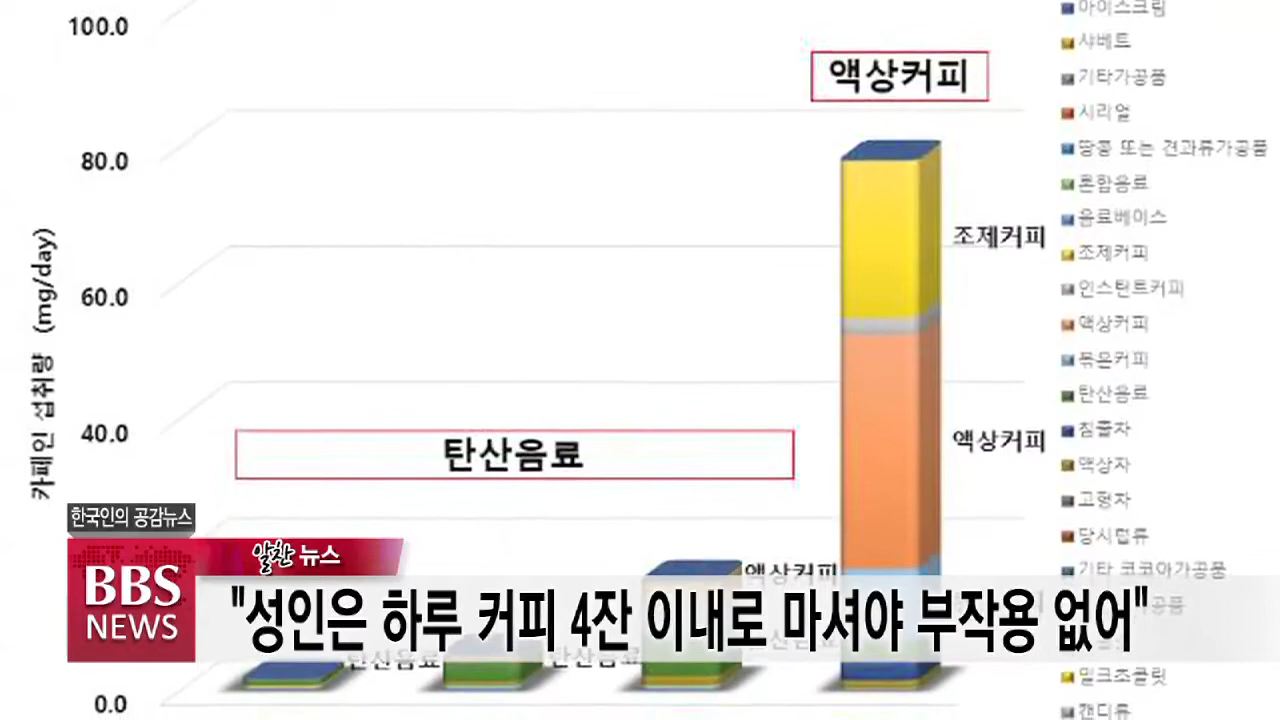 100.0
80.0
60.0
40.0
0.0
카페인 섭취량 (mg/day)
액상커피
탄산음료
조제커피
액상커피
액상커피
탄산음료
탄산음료
아이스크림
샤베트
기타가공품
시리얼
땅콩 또는 견과류가공품
혼합음료
음료베이스
조제커피
인스턴트커피
액상커피
볶은커피
탄산음료
침출차
액상차
고형차
당시럽류
기타 코코아가공품
밀크초콜릿
캔디류
한국인의 공감뉴스
알찬 뉴스
BBS
NEWS
"성인은 하루 커피 4잔 이내로 마셔야 부작용 없어"